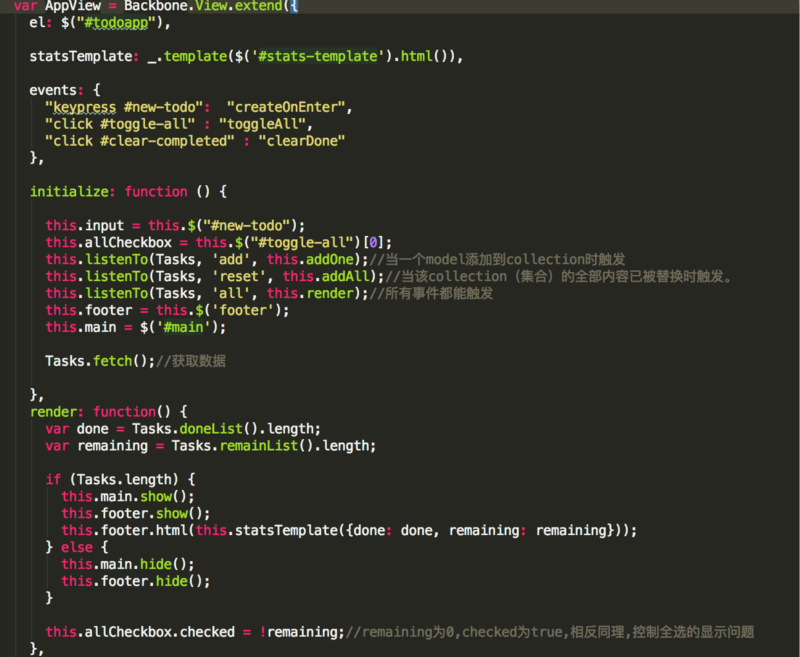 var AppView = Backbone.View.extend({
el: $("#todoapp"),
statsTemplate: _.template($('#stats-template').html()),
events: {
"keypress #new-todo":  "createOnEnter",
"click #toggle-all" : "toggleAll",
"click #clear-completed" : "clearDone"
},
initialize: function () {
this.input = this.$("#new-todo");
this.allCheckbox = this.$("#toggle-all")[0];
this.listenTo(Tasks, 'add', this.addOne);//当一个model添加到collection时触发
this.listenTo(Tasks, 'reset', this.addAll);//当该collection（集合）的全部内容已被替换时触发。
this.listenTo(Tasks, 'all', this.render);//所有事件都能触发
this.footer = this.$('footer');
this.main = $('#main');
Tasks.fetch();//获取数据
},
render: function() {
var done = Tasks.doneList().length;
var remaining = Tasks.remainList().length;
if (Tasks.length) {
this.main.show();
this.footer.show();
this.footer.html(this.statsTemplate({done: done, remaining: remaining}));
} else {
this.main.hide();
this.footer.hide();
}
this.allCheckbox.checked = !remaining;//remaining为0,checked为true,相反同理,控制全选的显示问题
},